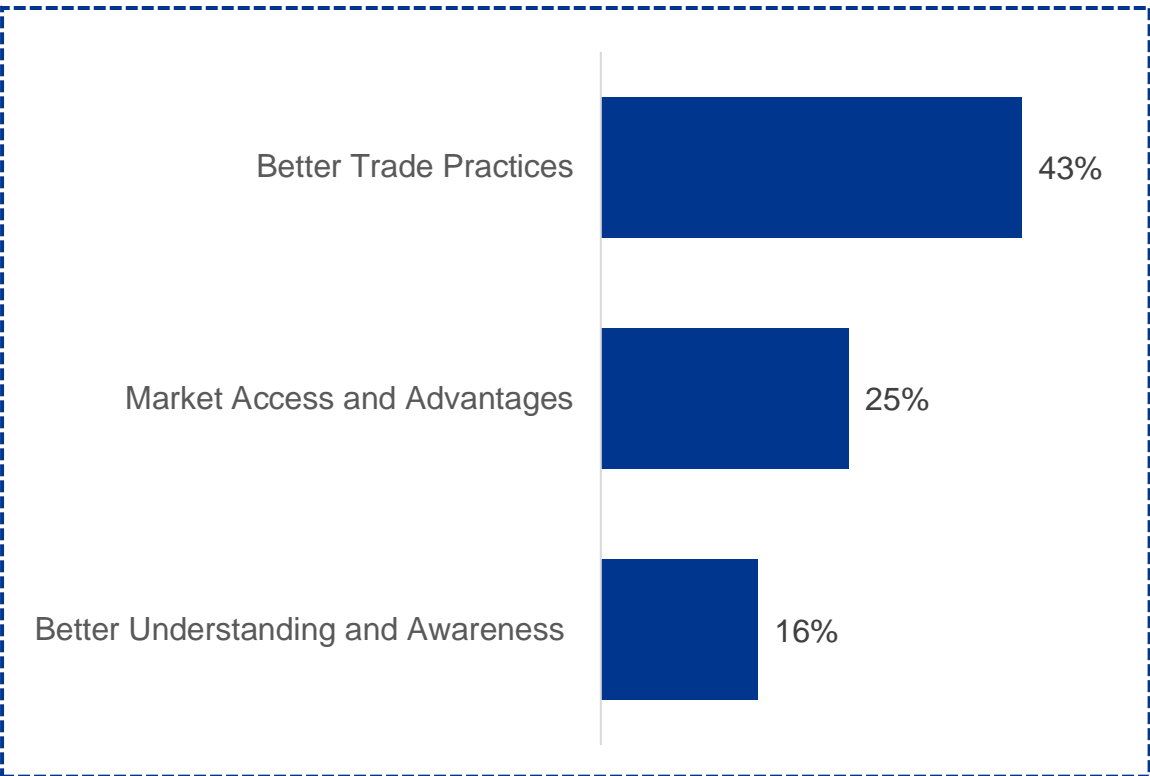 Better Trade Practices 43%
Market Access and Advantages 25%
Better Understanding and Awareness 16%